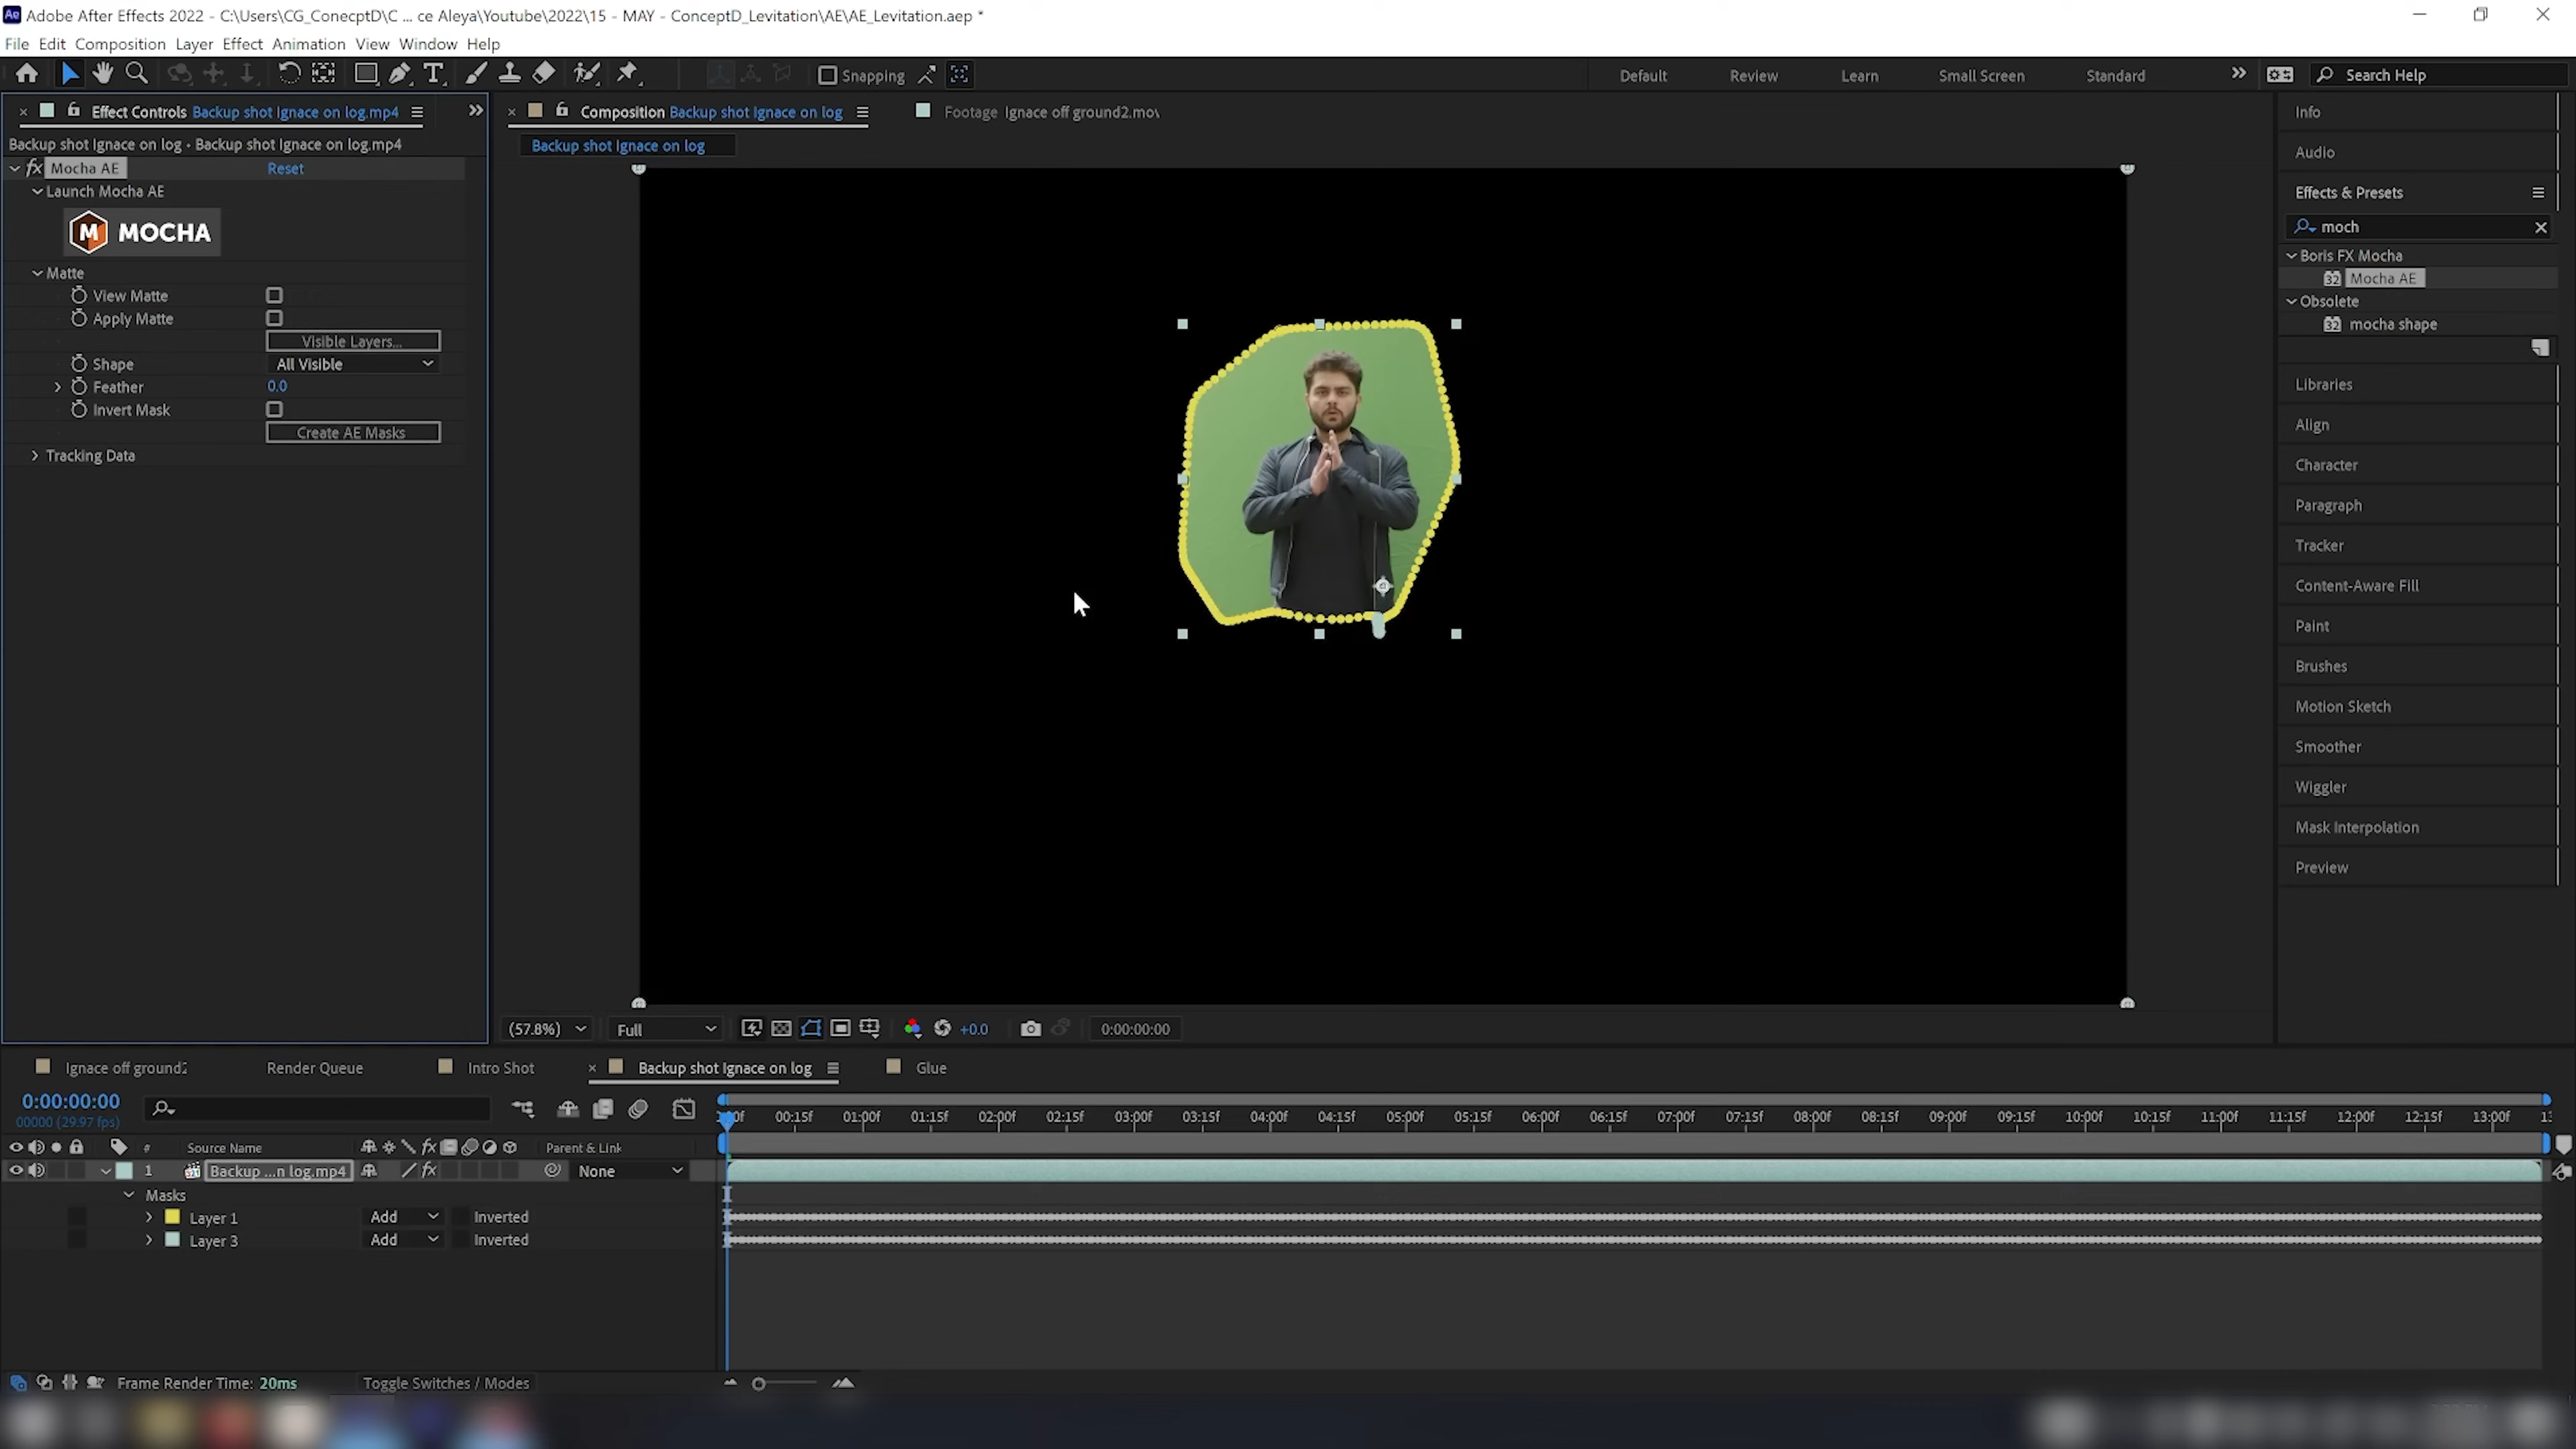 Ae Adobe After Effects 2022 - C:\Users\CG_ConecptD\C ... ce Aleya\Youtube\2022\15 - MAY - ConceptD_Levitation\AE\AE_Levitation.aep *
File Edit Composition Layer Effect Animation View Window Help
T Snapping Default Review Learn Small Screen Standard Search Help
Effect Controls Backup shot Ignace on log.mp4
Composition Backup shot Ignace on log
Footage Ignace off ground2.mov
Backup shot Ignace on log • Backup shot Ignace on log.mp4
Backup shot Ignace on log
fx Mocha AE Reset
Launch Mocha AE
M MOCHA
Matte
View Matte
Apply Matte
Visible Layers...
Shape All Visible
Feather 0.0
Invert Mask
Create AE Masks
Tracking Data
Info
Audio
Effects & Presets
moch
Boris FX Mocha
32 Mocha AE
Obsolete
32 mocha shape
Libraries
Align
Character
Paragraph
Tracker
Content-Aware Fill
Paint
Brushes
Motion Sketch
Smoother
Wiggler
Mask Interpolation
Preview
(57.8%) Full +0.0 0:00:00:00
Ignace off ground2 Render Queue Intro Shot Backup shot Ignace on log Glue
0:00:00:00
00000 (29.97 fps)
00f 00:15f 01:00f 01:15f 02:00f 02:15f 03:00f 03:15f 04:00f 04:15f 05:00f 05:15f 06:00f 06:15f 07:00f 07:15f 08:00f 08:15f 09:00f 09:15f 10:00f 10:15f 11:00f 11:15f 12:00f 12:15f 13:00f
# Source Name fx Parent & Link
1 Backup ...n log.mp4 fx None
Masks
Layer 1 Add Inverted
Layer 3 Add Inverted
Frame Render Time: 20ms Toggle Switches / Modes